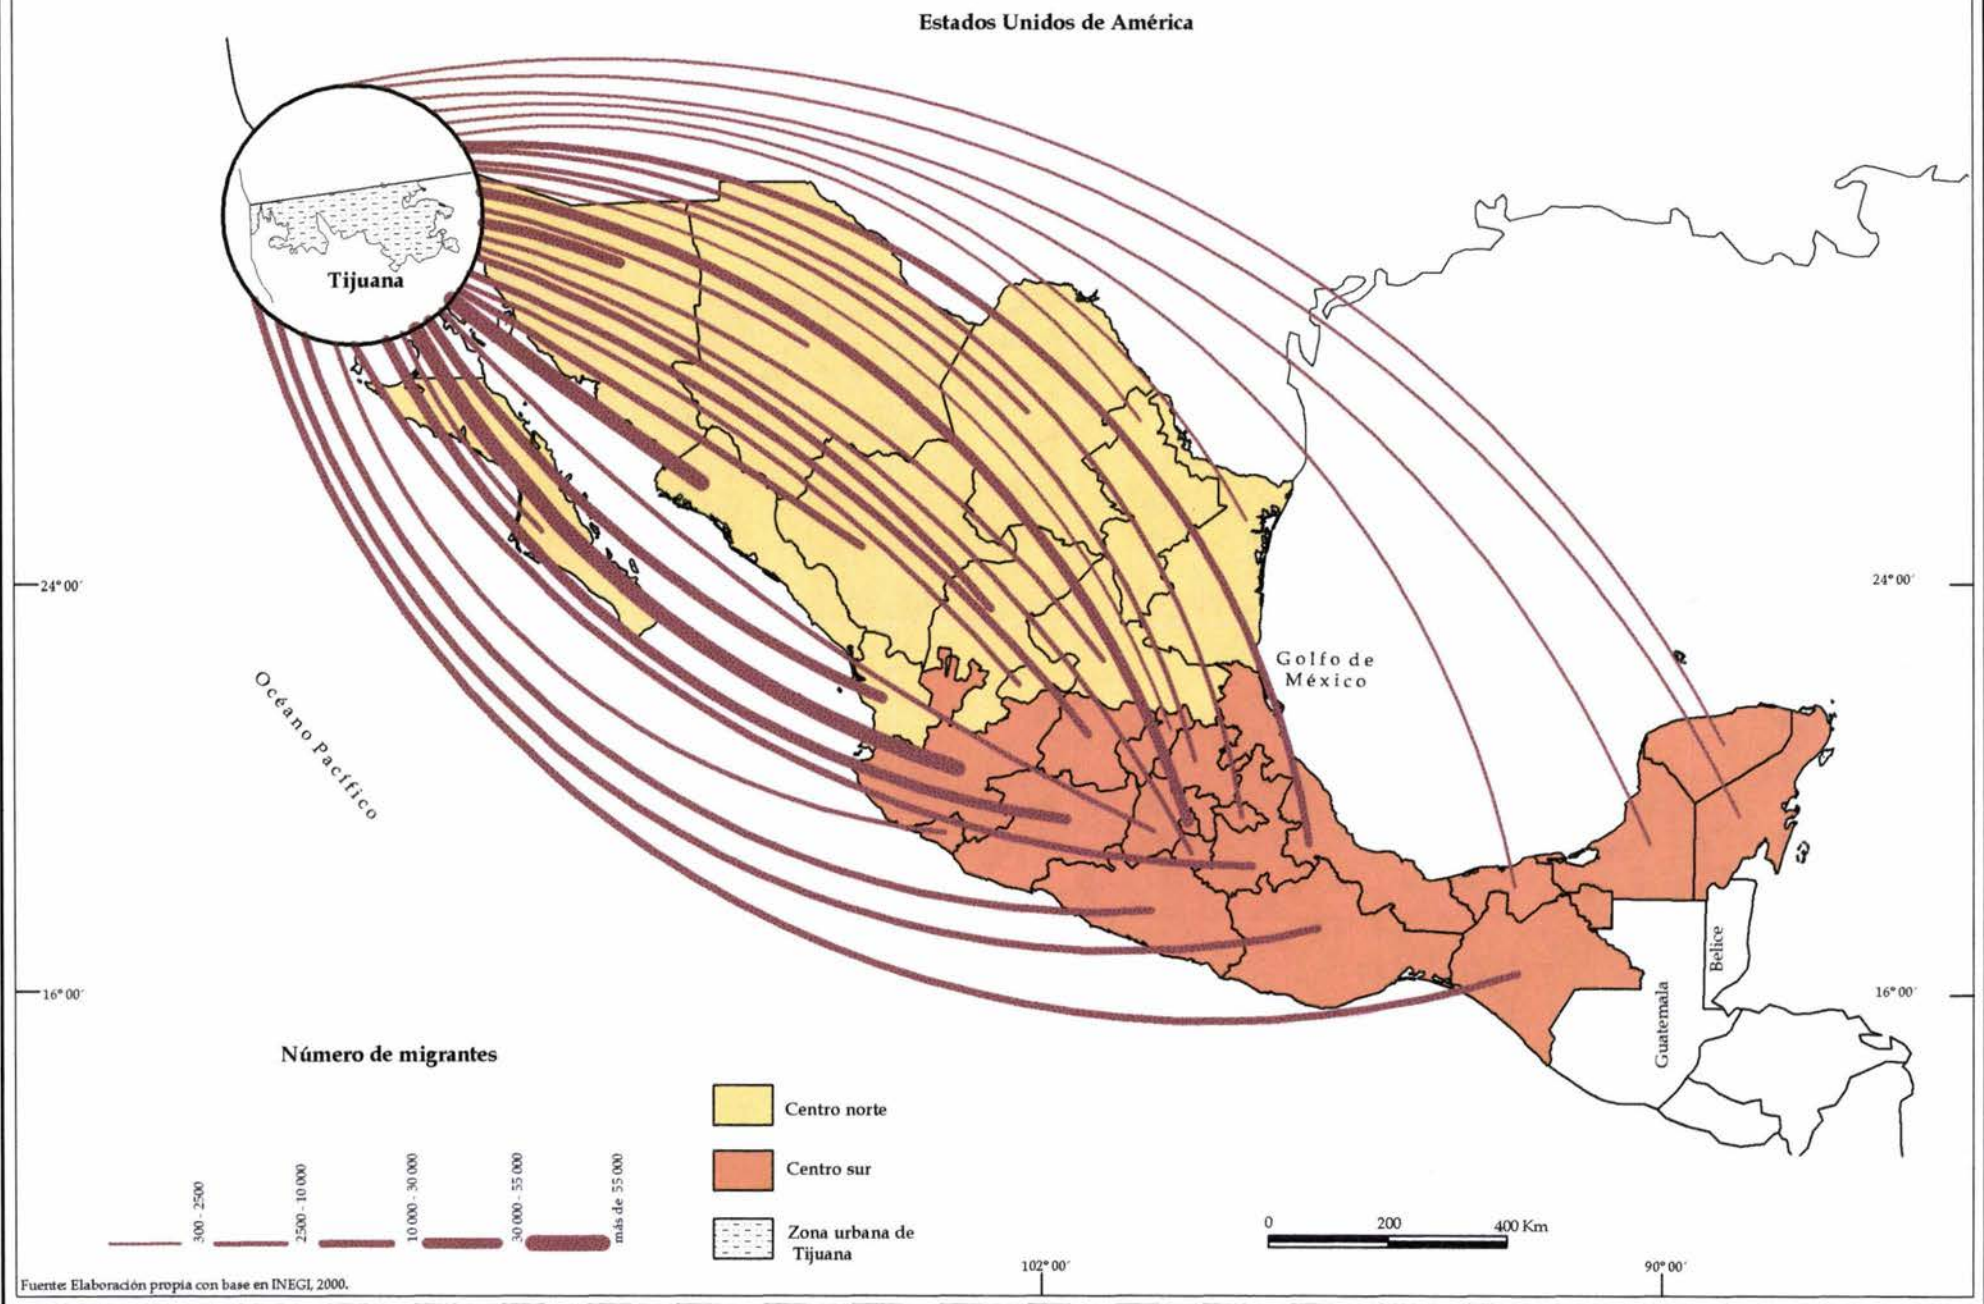 Estados Unidos de América
Tijuana
24° 00´
24° 00´
Golfo de
México
Océano Pacífico
Belice
16° 00´
16° 00´
Guatemala
Número de migrantes
300 - 2500
2500 - 10 000
10 000 - 30 000
30 000 - 55 000
más de 55 000
Centro norte
Centro sur
Zona urbana de
Tijuana
0 200 400 Km
102° 00´
90° 00´
Fuente: Elaboración propia con base en INEGI, 2000.